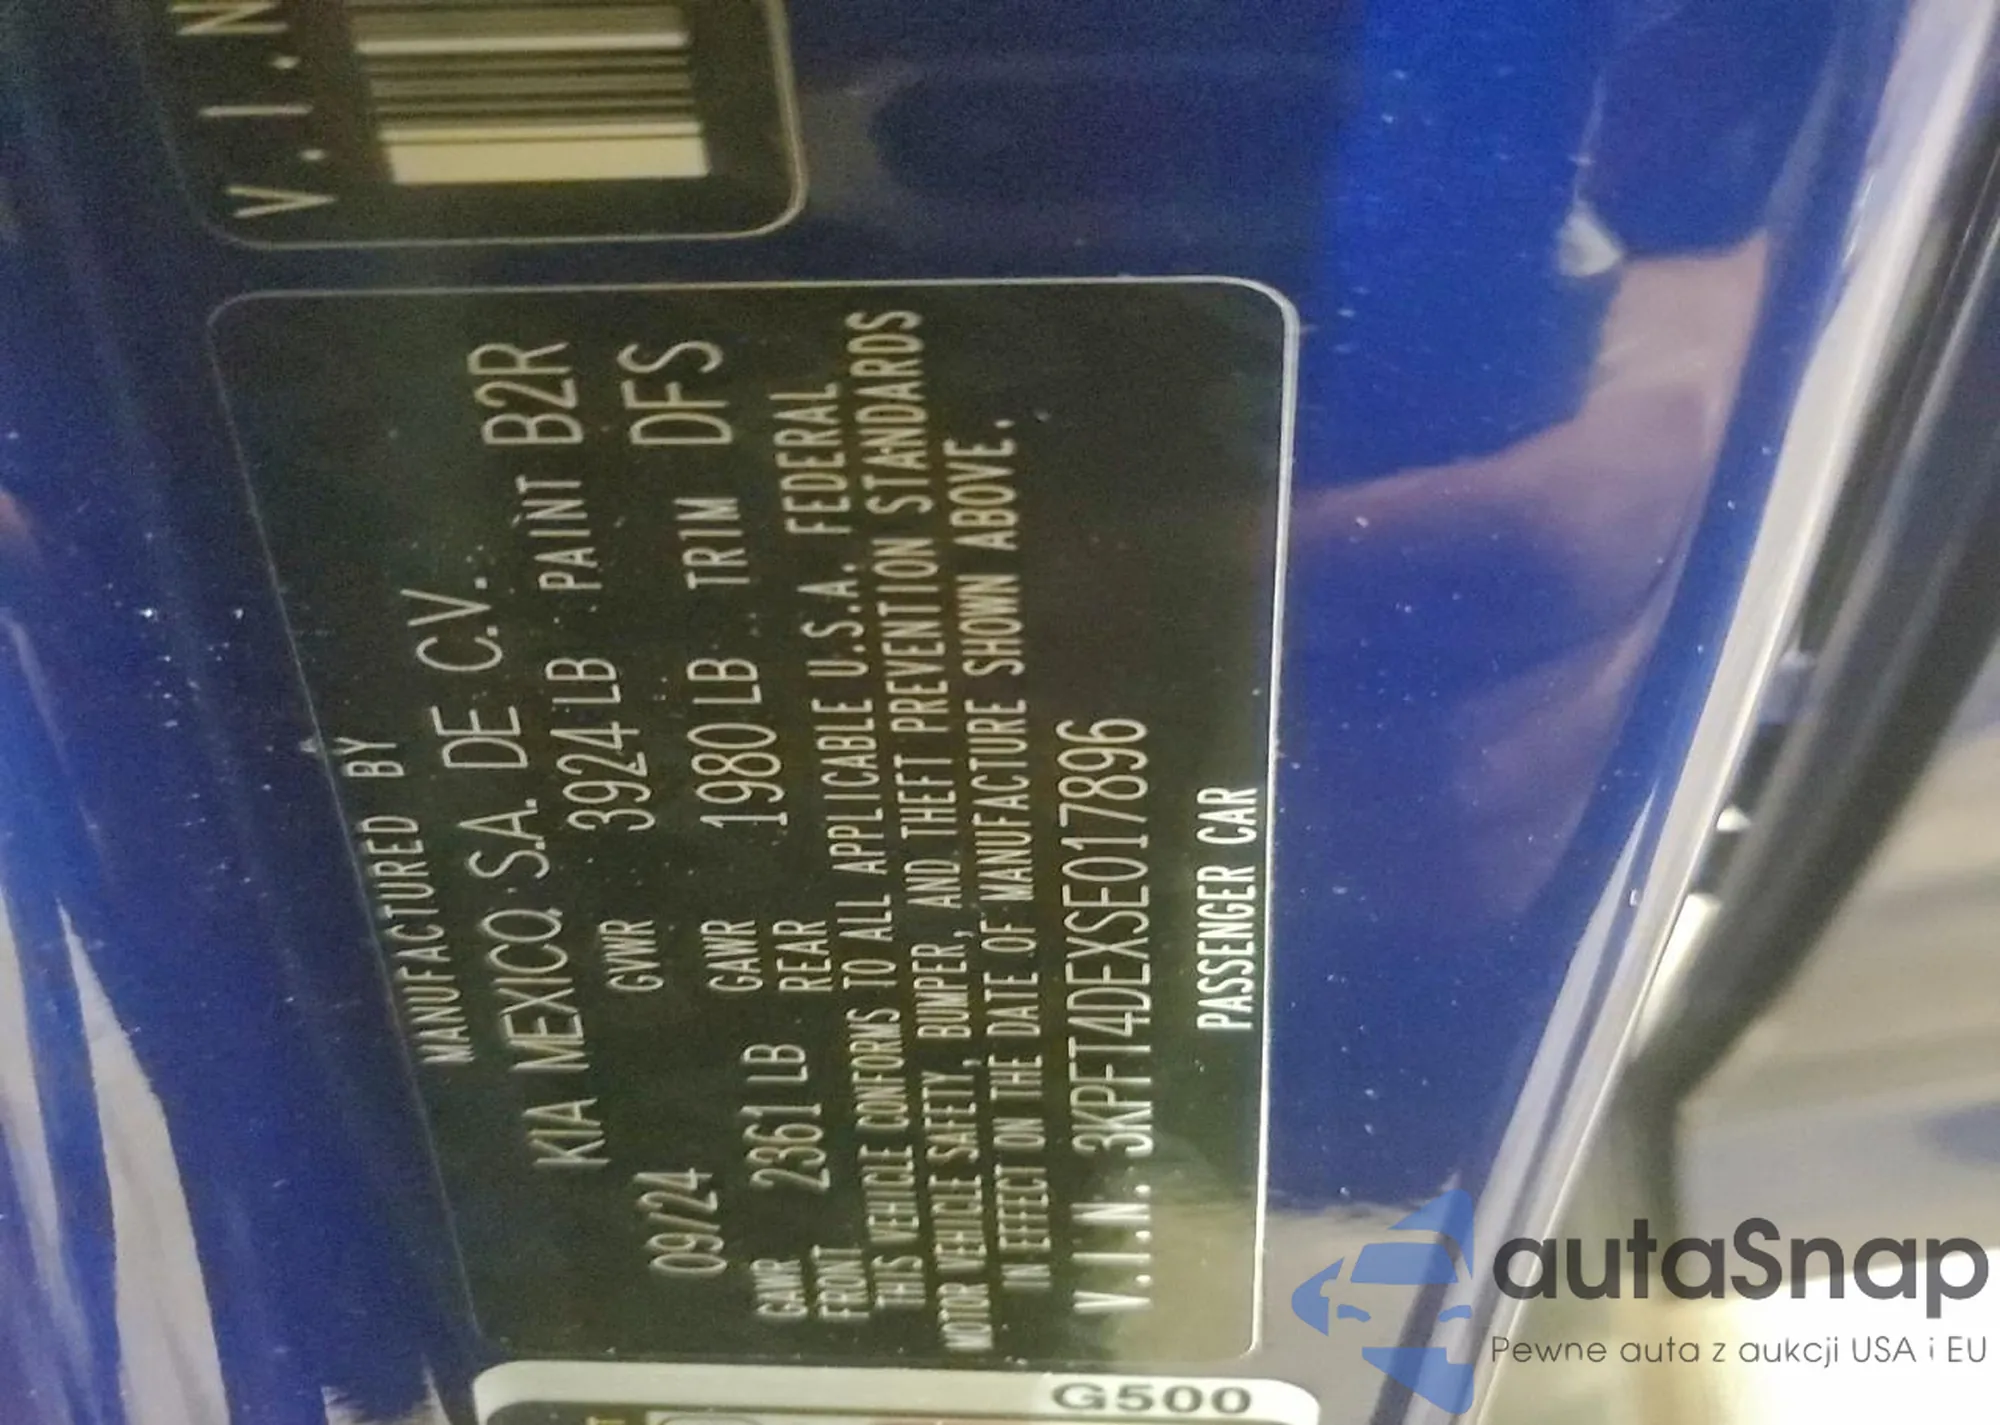 V.I.N
MANUFACTURED BY
KIA MEXICO, S.A. DE C.V.
09/24 GVWR 3924 LB PAINT B2R
GAWR FRONT 2361 LB GAWR REAR 1980 LB TRIM DFS
THIS VEHICLE CONFORMS TO ALL APPLICABLE U.S.A. FEDERAL
MOTOR VEHICLE SAFETY, BUMPER, AND THEFT PREVENTION STANDARDS
IN EFFECT ON THE DATE OF MANUFACTURE SHOWN ABOVE.
V.I.N. 3KPFT4DEXSE017896
PASSENGER CAR
G500
autaSnap
Pewne auta z aukcji USA i EU